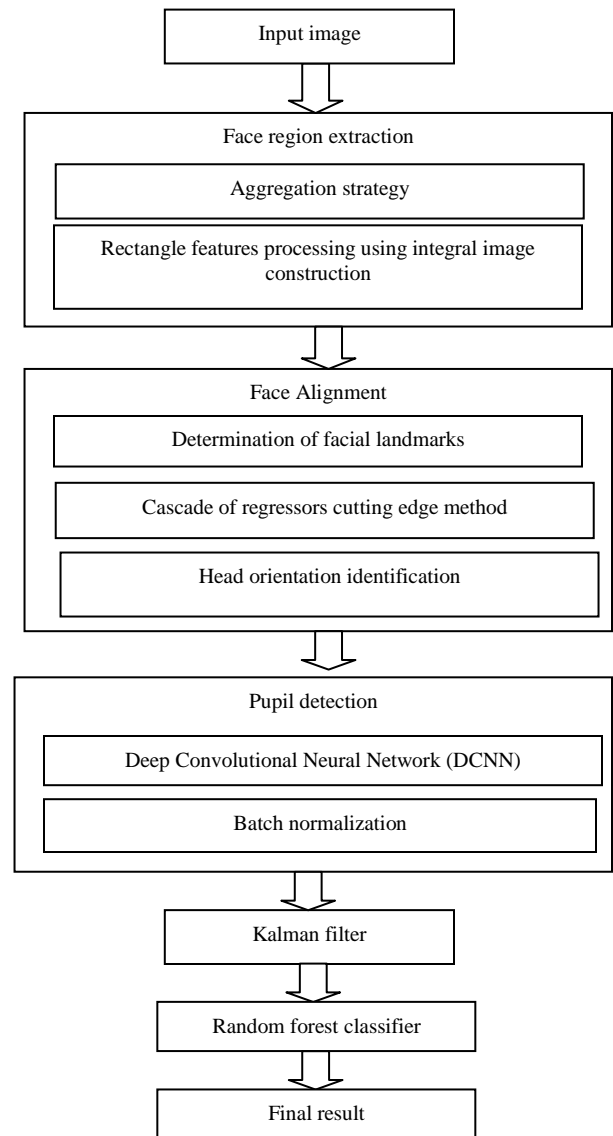 Input image
Face region extraction
Aggregation strategy
Rectangle features processing using integral image
construction
Face Alignment
Determination of facial landmarks
Cascade of regressors cutting edge method
Head orientation identification
Pupil detection
Deep Convolutional Neural Network (DCNN)
Batch normalization
Kalman filter
Random forest classifier
Final result